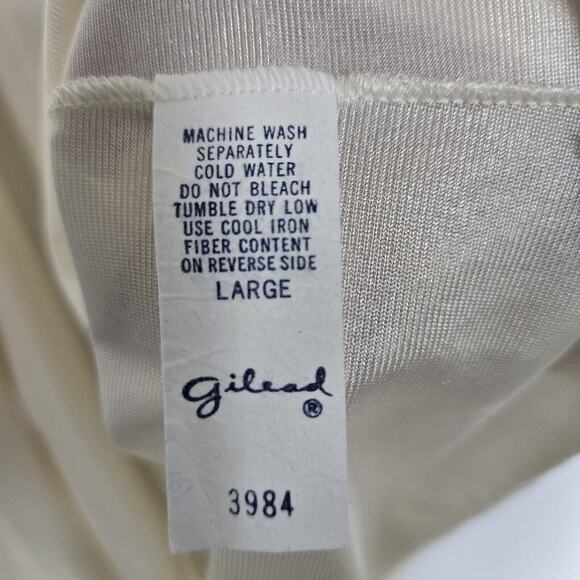 MACHINE WASH
SEPARATELY
COLD WATER
DO NOT BLEACH
TUMBLE DRY LOW
USE COOL IRON
FIBER CONTENT
ON REVERSE SIDE
LARGE
gilead ®
3984